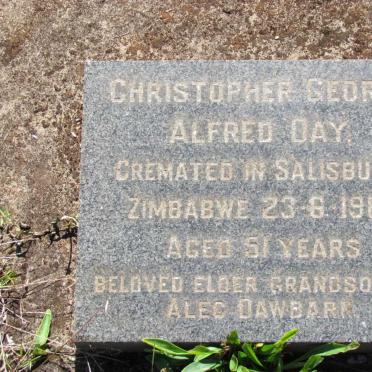 CHRISTOPHER GEOR
ALFRED DAY,
CREMATED IN SALISBU
ZIMBABWE 23-8-19
AGED 51 YEARS
BELOVED ELDER GRANDSO
ALEC DAWBARN